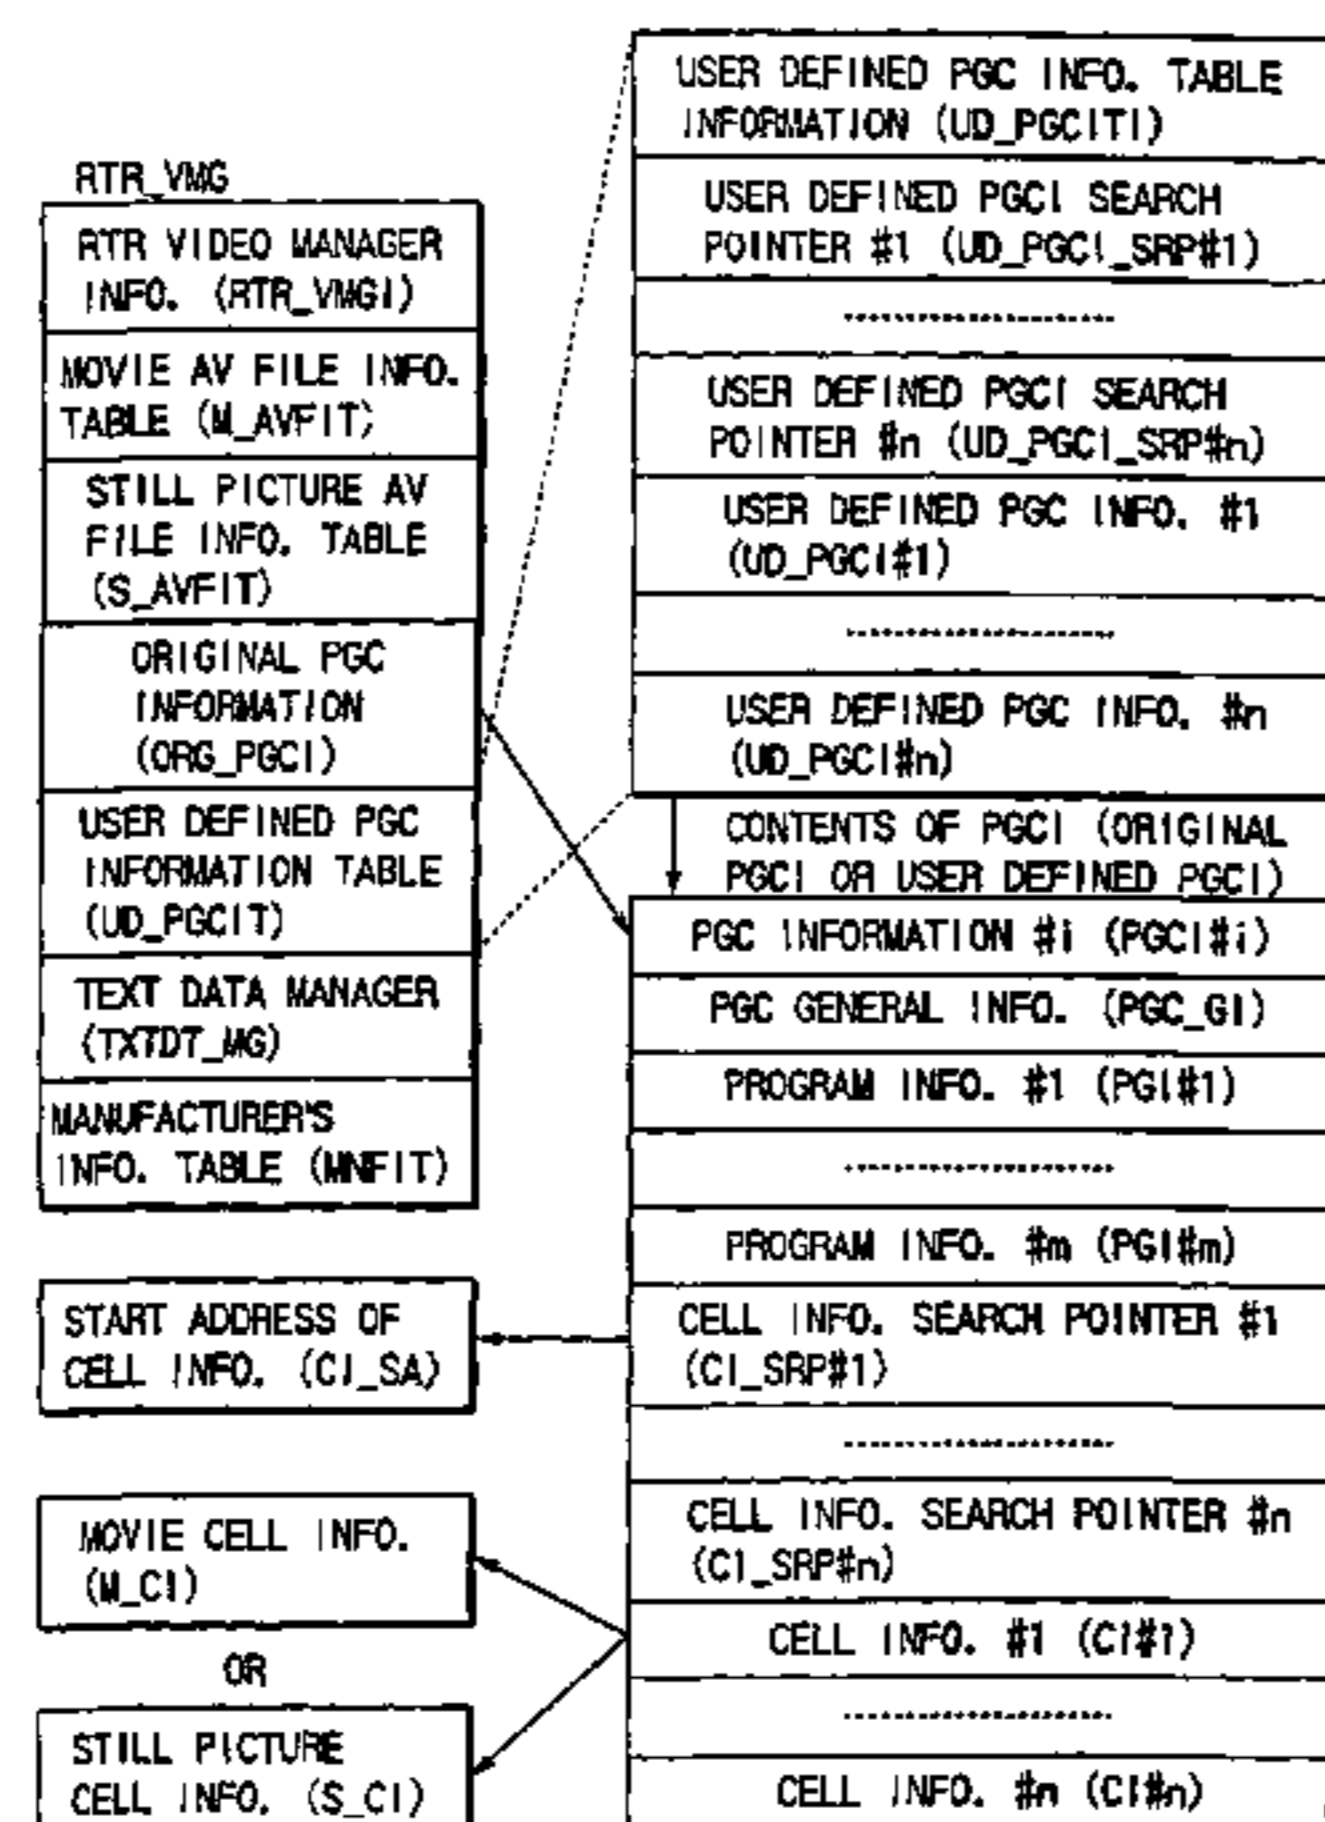 RTR_VMG
RTR VIDEO MANAGER
INFO. (RTR_VMGI)
MOVIE AV FILE INFO.
TABLE (M_AVFIT)
STILL PICTURE AV
FILE INFO. TABLE
(S_AVFIT)
ORIGINAL PGC
INFORMATION
(ORG_PGCI)
USER DEFINED PGC
INFORMATION TABLE
(UD_PGCIT)
TEXT DATA MANAGER
(TXTDT_MG)
MANUFACTURER'S
INFO. TABLE (MNFIT)
START ADDRESS OF
CELL INFO. (CI_SA)
MOVIE CELL INFO.
(M_CI)
OR
STILL PICTURE
CELL INFO. (S_CI)
USER DEFINED PGC INFO. TABLE
INFORMATION (UD_PGCITI)
USER DEFINED PGCI SEARCH
POINTER #1 (UD_PGCI_SRP#1)
USER DEFINED PGCI SEARCH
POINTER #n (UD_PGCI_SRP#n)
USER DEFINED PGC INFO. #1
(UD_PGCI#1)
USER DEFINED PGC INFO. #n
(UD_PGCI#n)
CONTENTS OF PGCI (ORIGINAL
PGCI OR USER DEFINED PGCI)
PGC INFORMATION #i (PGCI#i)
PGC GENERAL INFO. (PGC_GI)
PROGRAM INFO. #1 (PGI#1)
PROGRAM INFO. #m (PGI#m)
CELL INFO. SEARCH POINTER #1
(CI_SRP#1)
CELL INFO. SEARCH POINTER #n
(CI_SRP#n)
CELL INFO. #1 (CI#1)
CELL INFO. #n (CI#n)